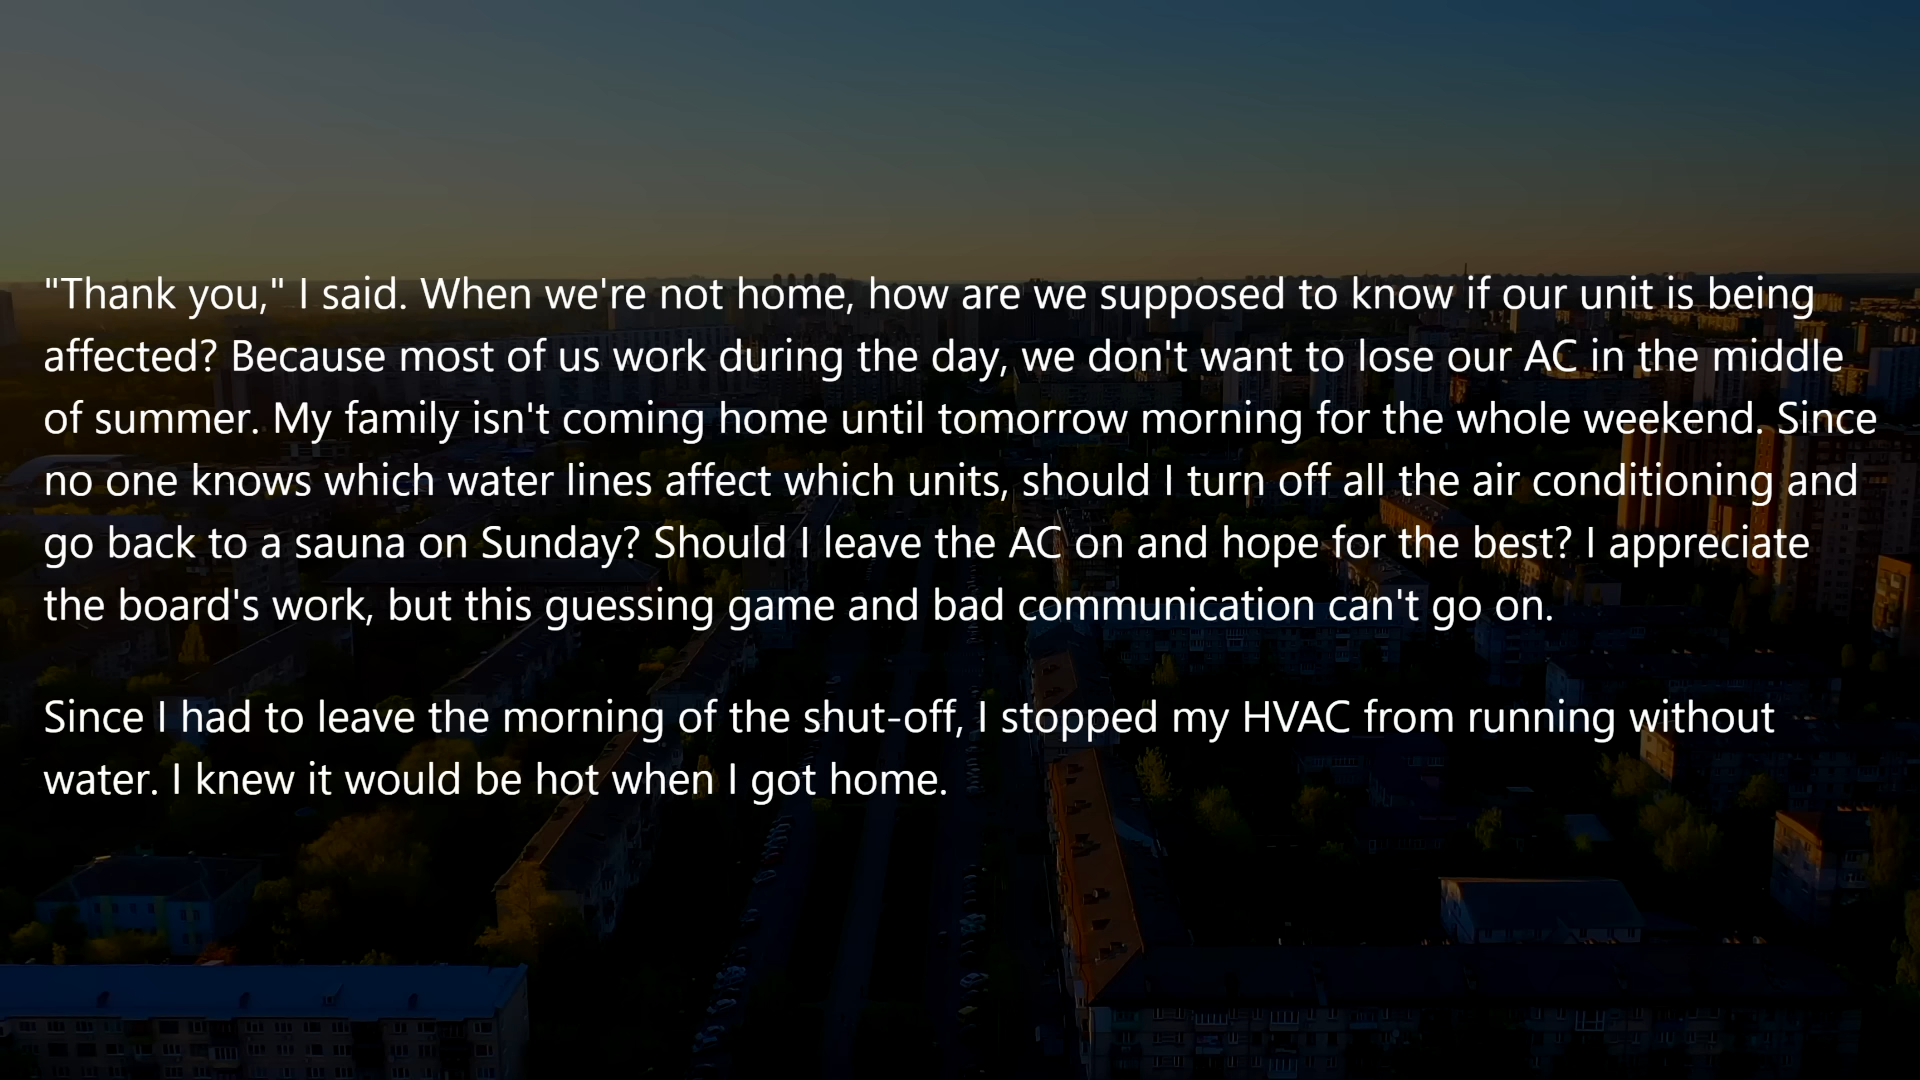 "Thank you," I said. When we're not home, how are we supposed to know if our unit is being
affected? Because most of us work during the day, we don't want to lose our AC in the middle
of summer. My family isn't coming home until tomorrow morning for the whole weekend. Since
no one knows which water lines affect which units, should I turn off all the air conditioning and
go back to a sauna on Sunday? Should I leave the AC on and hope for the best? I appreciate
the board's work, but this guessing game and bad communication can't go on.
Since I had to leave the morning of the shut-off, I stopped my HVAC from running without
water. I knew it would be hot when I got home.